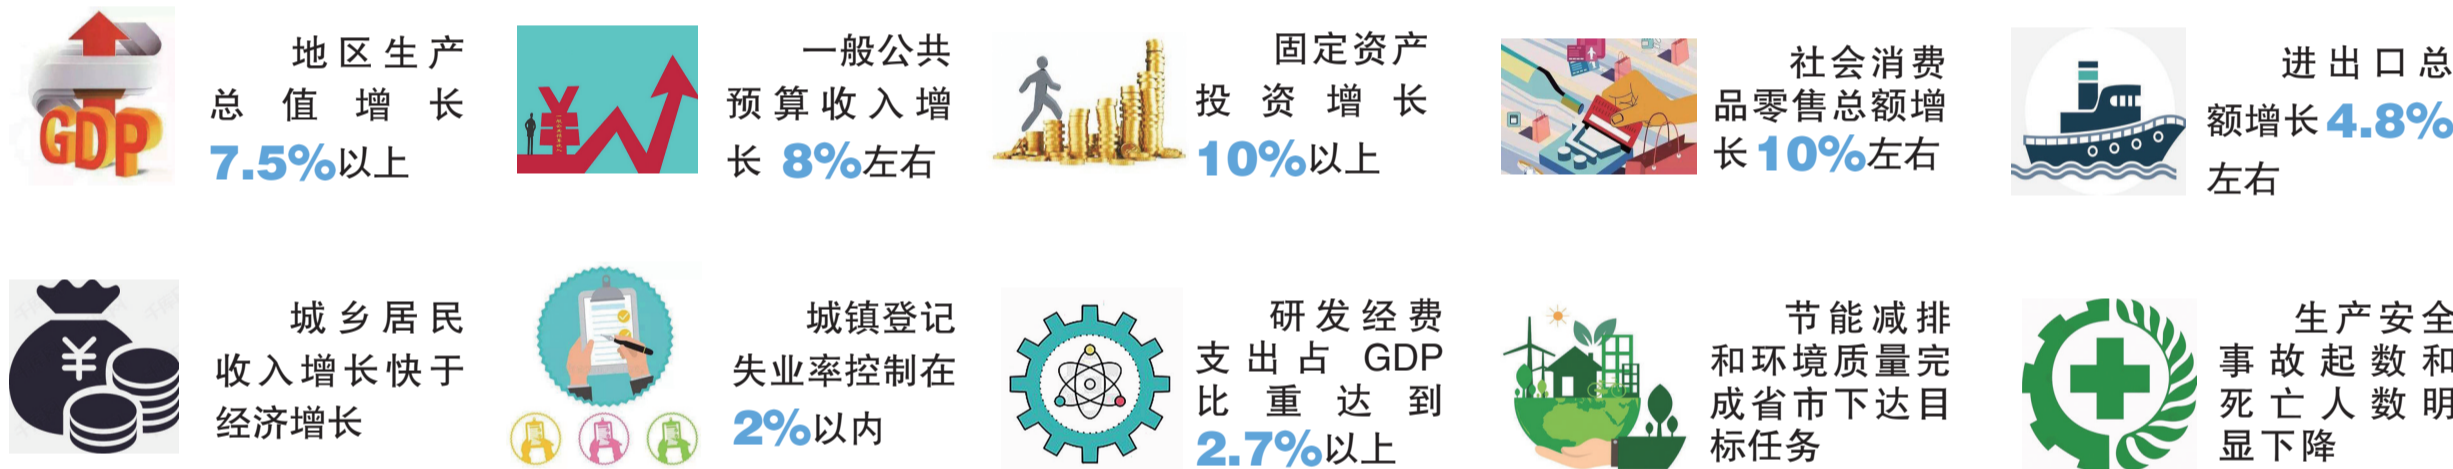 GDP
地区生产
总值增长
7.5%以上
一般公共
预算收入增
长 8%左右
固定资产
投资增长
10%以上
社会消费
品零售总额增
长10%左右
进出口总
额增长4.8%
左右
¥
城乡居民
收入增长快于
经济增长
城镇登记
失业率控制在
2%以内
研发经费
支出占 GDP
比重达到
2.7%以上
节能减排
和环境质量完
成省市下达目
标任务
生产安全
事故起数和
死亡人数明
显下降